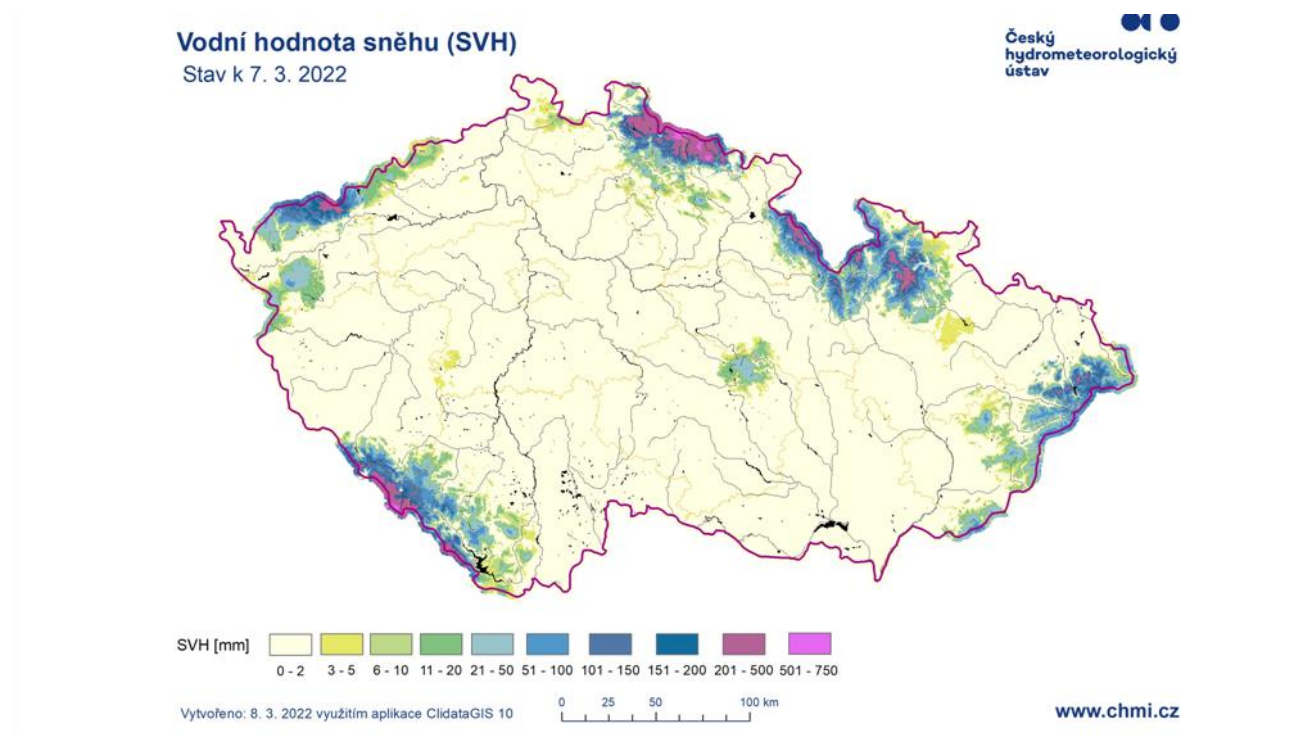 Vodní hodnota sněhu (SVH)
Stav k 7. 3. 2022
Český
hydrometeorologický
ústav
SVH [mm]
0 - 2
3 - 5
6 - 10
11 - 20
21 - 50
51 - 100
101 - 150
151 - 200
201 - 500
501 - 750
Vytvořeno: 8. 3. 2022 využitím aplikace ClidataGIS 10
0 25 50 100 km
www.chmi.cz